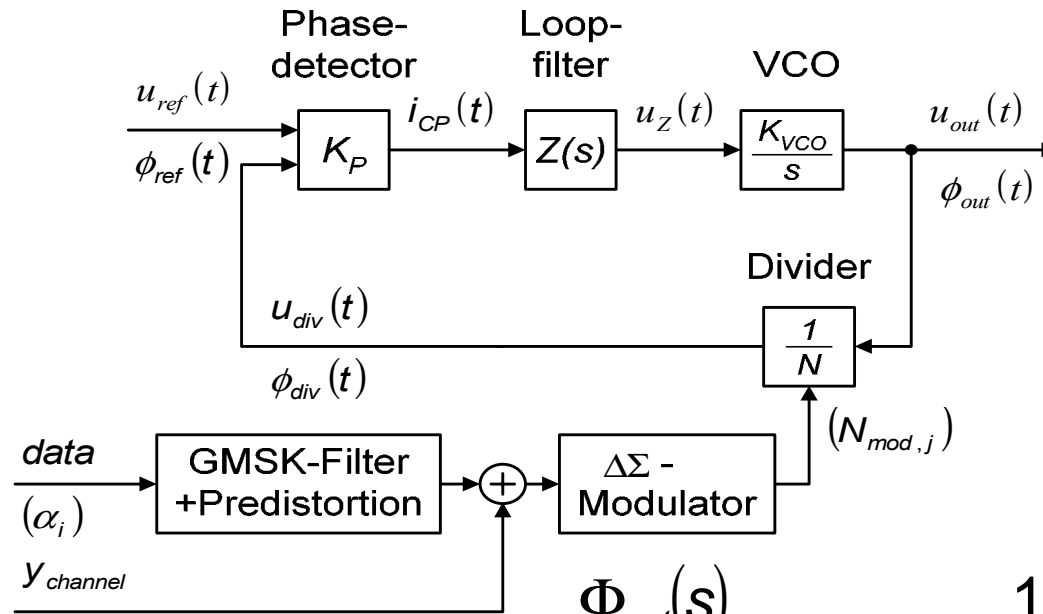 Phase-
detector
Loop-
filter
VCO
u_ref(t)
ϕ_ref(t)
K_P
i_CP(t)
Z(s)
u_Z(t)
K_VCO
s
u_out(t)
ϕ_out(t)
Divider
1
N
u_div(t)
ϕ_div(t)
(N_mod,j)
data
(α_i)
GMSK-Filter
+Predistortion
+
ΔΣ -
Modulator
y_channel
Φ (s)
1